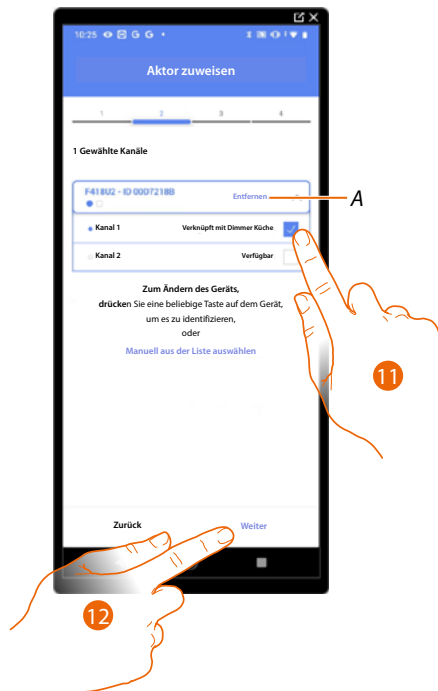 10:25 G G
Aktor zuweisen
1 2 3 4
1 Gewählte Kanäle
F418U2 - ID 0007218B Entfernen A
Kanal 1 Verknüpft mit Dimmer Küche
Kanal 2 Verfügbar
Zum Ändern des Geräts,
drücken Sie eine beliebige Taste auf dem Gerät,
um es zu identifizieren,
oder
Manuell aus der Liste auswählen
11
Zurück Weiter
12